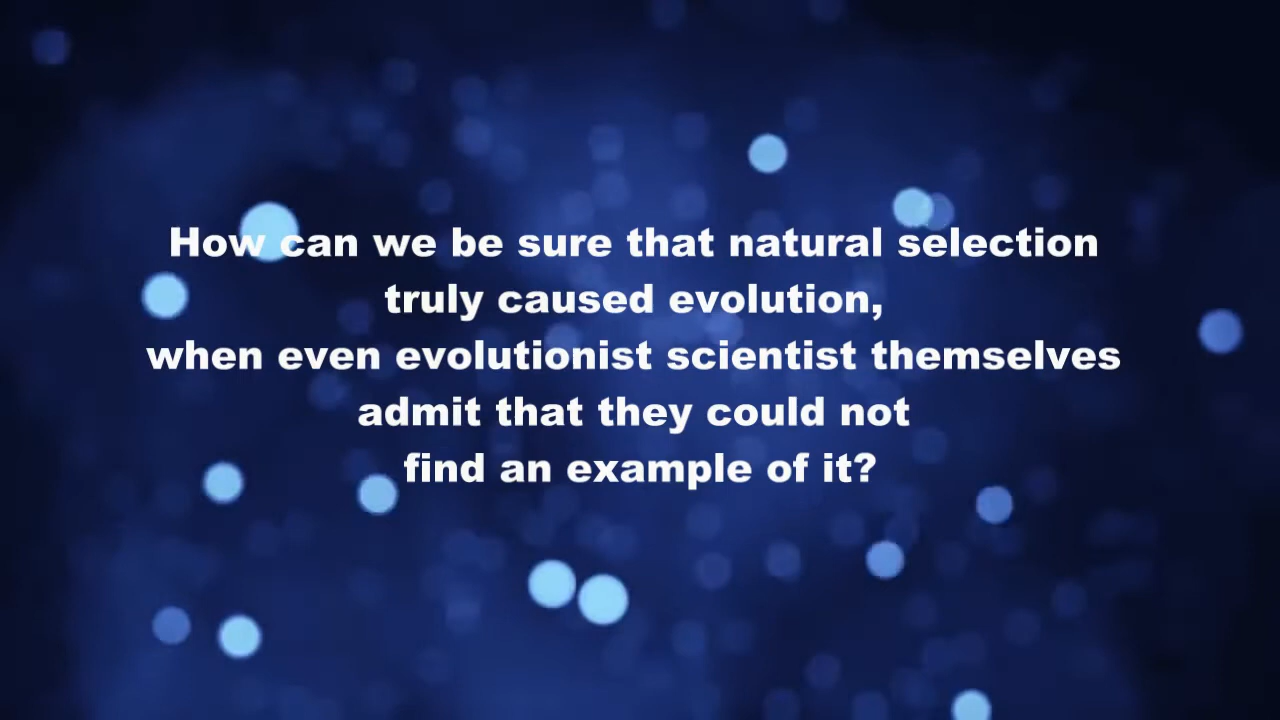 How can we be sure that natural selection
truly caused evolution,
when even evolutionist scientist themselves
admit that they could not
find an example of it?